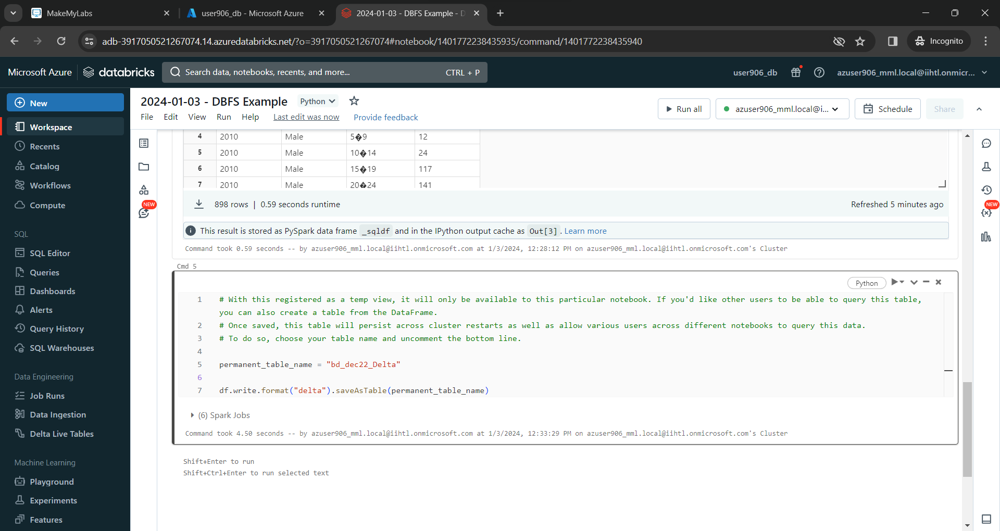 MakeMyLabs
user906_db - Microsoft Azure
2024-01-03 - DBFS Example - D
adb-3917050521267074.14.azuredatabricks.net/?o=3917050521267074#notebook/1401772238435935/command/1401772238435940
Incognito
Microsoft Azure
databricks
Search data, notebooks, recents, and more...
CTRL + P
user906_db
azuser906_mml.local@iihtl.onmicr...
New
Workspace
Recents
Catalog
Workflows
Compute
SQL
SQL Editor
Queries
Dashboards
Alerts
Query History
SQL Warehouses
Data Engineering
Job Runs
Data Ingestion
Delta Live Tables
Machine Learning
Playground
Experiments
Features
2024-01-03 - DBFS Example
Python
File Edit View Run Help Last edit was now Provide feedback
Run all
azuser906_mml.local@i...
Schedule
Share
NEW
NEW
4 2010 Male 5�9 12
5 2010 Male 10�14 24
6 2010 Male 15�19 117
7 2010 Male 20�24 141
898 rows | 0.59 seconds runtime
Refreshed 5 minutes ago
This result is stored as PySpark data frame _sqldf and in the IPython output cache as Out[3] . Learn more
Command took 0.59 seconds -- by azuser906_mml.local@iihtl.onmicrosoft.com at 1/3/2024, 12:28:12 PM on azuser906_mml.local@iihtl.onmicrosoft.com's Cluster
Cmd 5
Python
1 # With this registered as a temp view, it will only be available to this particular notebook. If you'd like other users to be able to query this table,
you can also create a table from the DataFrame.
2 # Once saved, this table will persist across cluster restarts as well as allow various users across different notebooks to query this data.
3 # To do so, choose your table name and uncomment the bottom line.
4
5 permanent_table_name = "bd_dec22_Delta"
6
7 df.write.format("delta").saveAsTable(permanent_table_name)
(6) Spark Jobs
Command took 4.50 seconds -- by azuser906_mml.local@iihtl.onmicrosoft.com at 1/3/2024, 12:33:29 PM on azuser906_mml.local@iihtl.onmicrosoft.com's Cluster
Shift+Enter to run
Shift+Ctrl+Enter to run selected text